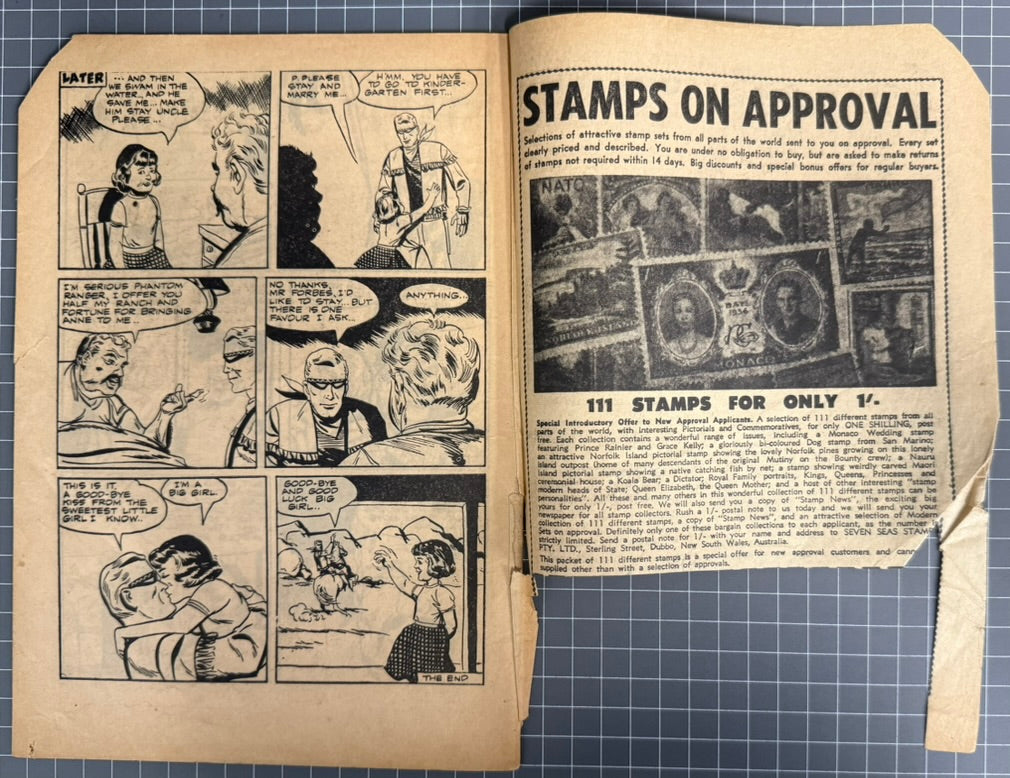 LATER
... AND THEN
WE SWAM IN THE
WATER... AND HE
SAVE ME... MAKE
HIM STAY UNCLE
PLEASE...
P. PLEASE
STAY AND
MARRY ME...
H'MM. YOU HAVE
TO GO TO KINDER-
GARTEN FIRST...
I'M SERIOUS PHANTOM
RANGER, I OFFER YOU
HALF MY RANCH AND
FORTUNE FOR BRINGING
ANNE TO ME..
NO THANKS,
MR FORBES, I'D
LIKE TO STAY... BUT
THERE IS ONE
FAVOUR I ASK...
ANYTHING...
THIS IS IT,
A GOOD-BYE
KISS FROM THE
SWEETEST LITTLE
GIRL I KNOW...
I'M A
BIG GIRL.
GOOD-BYE
AND GOOD
LUCK BIG
GIRL...
THE END
STAMPS ON APPROVAL
Selections of attractive stamp sets from all parts of the world sent to you on approval. Every set
clearly priced and described. You are under no obligation to buy, but are asked to make returns
of stamps not required within 14 days. Big discounts and special bonus offers for regular buyers.
NATO
NORFOLK ISLAND
MONACO
111 STAMPS FOR ONLY 1/-
Special Introductory Offer to New Approval Applicants. A selection of 111 different stamps from all
parts of the world, with interesting Pictorials and Commemoratives, for only ONE SHILLING, post
free. Each collection contains a wonderful range of issues, including a Monaco Wedding stamp
featuring Prince Rainier and Grace Kelly; a gloriously bi-coloured Dog stamp from San Marino;
an attractive Norfolk Island pictorial stamp showing the lovely Norfolk pines growing on this lonely
island outpost (home of many descendants of the original Mutiny on the Bounty crew); a Nauru
Island pictorial stamp showing a native catching fish by net; a stamp showing weirdly carved Maori
ceremonial house; a Koala Bear; a Dictator; Royal Family portraits, Kings, Queens, Princesses and
modern heads of State; Queen Elizabeth, the Queen Mother; and a host of other interesting "stamp
personalities". All these and many others in this wonderful collection of 111 different stamps can be
yours for only 1/-, post free. We will also send you a copy of "Stamp News", the exciting big
newspaper for all stamp collectors. Rush a 1/- postal note to us today and we will send you your
collection of 111 different stamps, a copy of "Stamp News", and an attractive selection of Modern
Sets on approval. Definitely only one of these bargain collections to each applicant, as the number is
strictly limited. Send a postal note for 1/- with your name and address to SEVEN SEAS STAMPS
PTY. LTD., Sterling Street, Dubbo, New South Wales, Australia.
This packet of 111 different stamps is a special offer for new approval customers and cann
supplied other than with a selection of approvals.